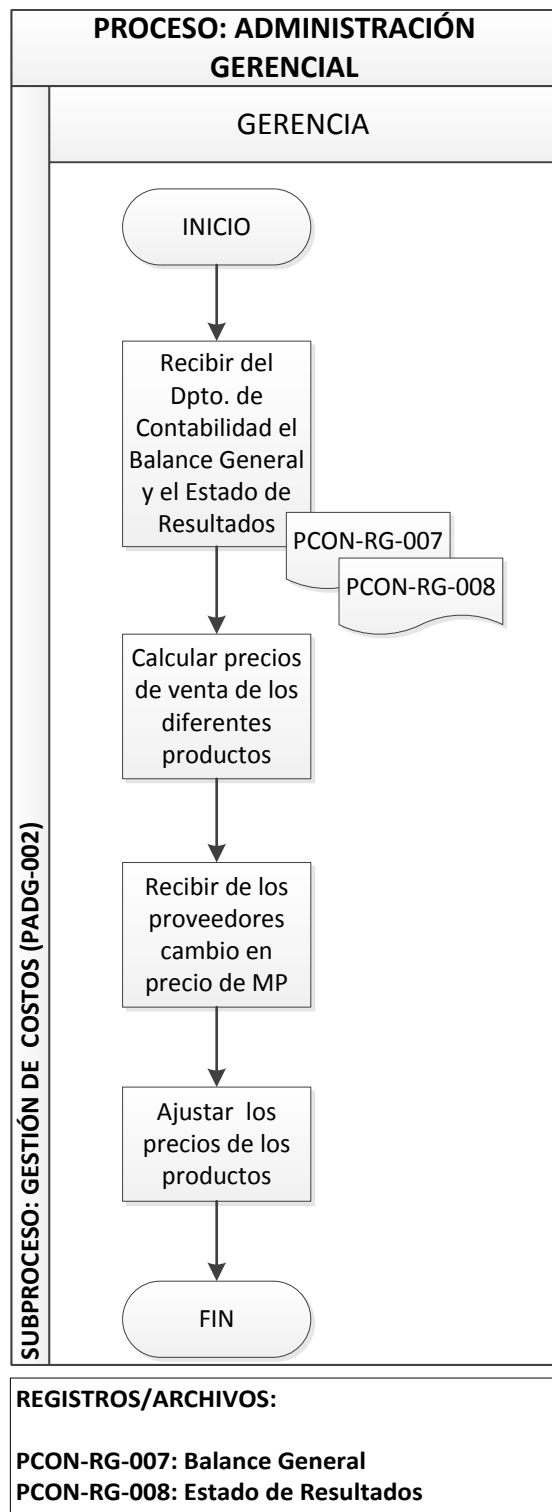 PROCESO: ADMINISTRACIÓN
GERENCIAL
SUBPROCESO: GESTIÓN DE COSTOS (PADG-002)
GERENCIA
INICIO
Recibir del
Dpto. de
Contabilidad el
Balance General
y el Estado de
Resultados
PCON-RG-007
PCON-RG-008
Calcular precios
de venta de los
diferentes
productos
Recibir de los
proveedores
cambio en
precio de MP
Ajustar los
precios de los
productos
FIN
REGISTROS/ARCHIVOS:
PCON-RG-007: Balance General
PCON-RG-008: Estado de Resultados